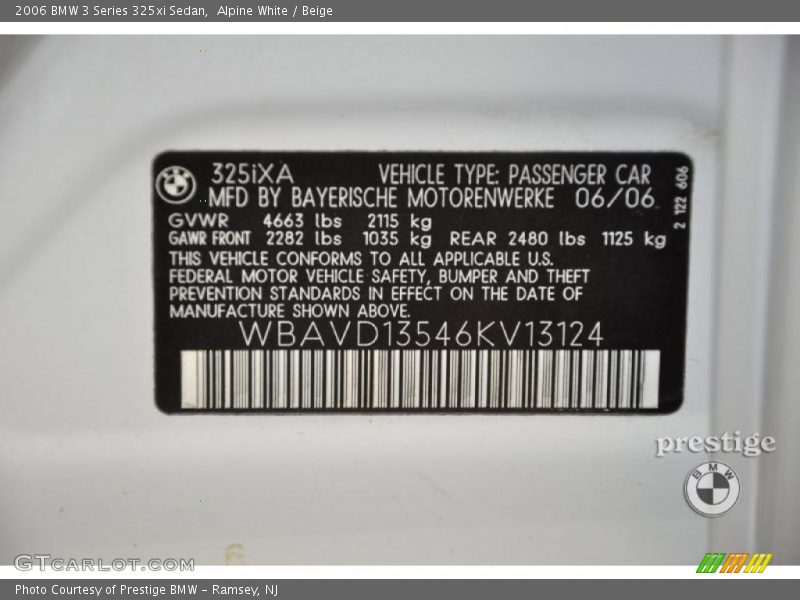 2006 BMW 3 Series 325xi Sedan,  Alpine White / Beige
325iXA VEHICLE TYPE: PASSENGER CAR
MFD BY BAYERISCHE MOTORENWERKE 06/06
2 122 606
GVWR 4663 lbs 2115 kg
GAWR FRONT 2282 lbs 1035 kg REAR 2480 lbs 1125 kg
THIS VEHICLE CONFORMS TO ALL APPLICABLE U.S.
FEDERAL MOTOR VEHICLE SAFETY, BUMPER AND THEFT
PREVENTION STANDARDS IN EFFECT ON THE DATE OF
MANUFACTURE SHOWN ABOVE.
WBAVD13546KV13124
prestige
BMW
GTCARLOT.COM
Photo Courtesy of Prestige BMW - Ramsey, NJ